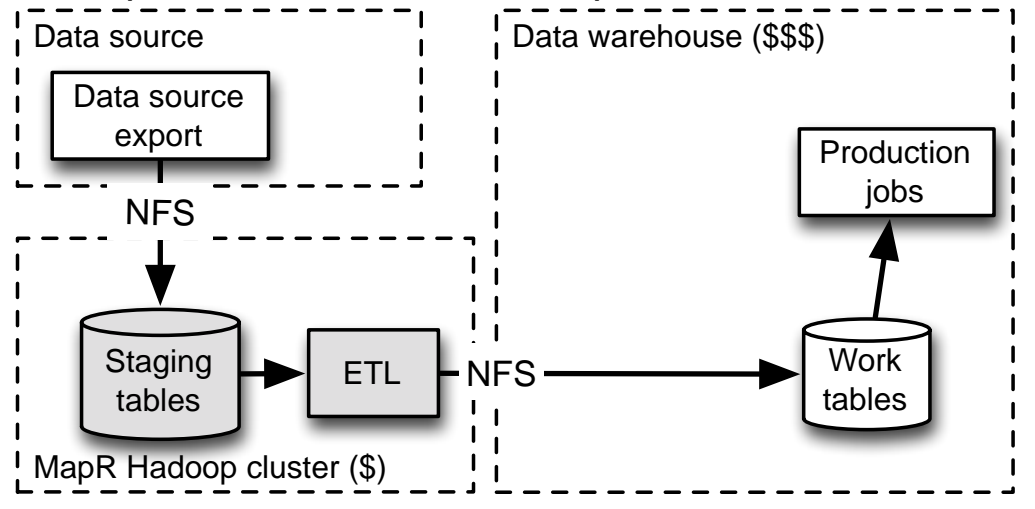 Data source
Data source
export
NFS
Staging
tables
ETL
MapR Hadoop cluster ($)
NFS
Data warehouse ($$$)
Production
jobs
Work
tables